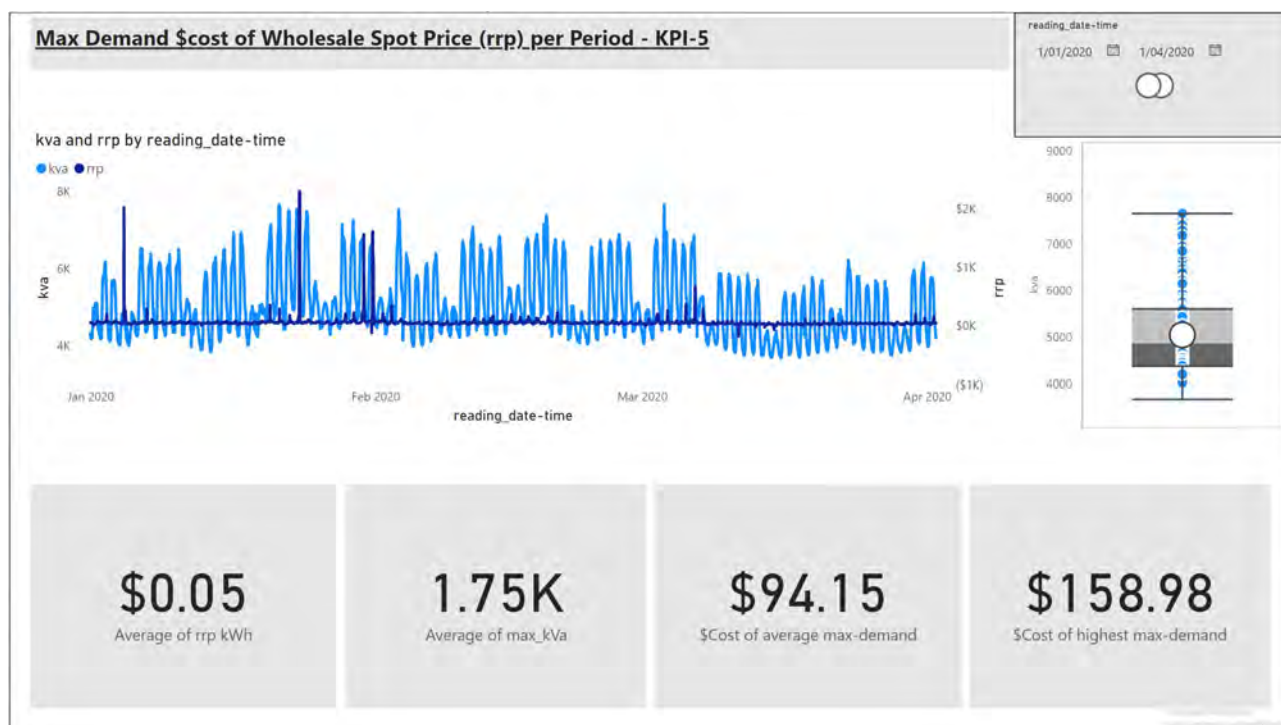 Max Demand $cost of Wholesale Spot Price (rrp) per Period - KPI-5
reading_date-time
1/01/2020 1/04/2020
kva and rrp by reading_date-time
kva rrp
8K
6K
4K
kva
$2K
$1K
$0K
($1K)
rrp
Jan 2020 Feb 2020 Mar 2020 Apr 2020
reading_date-time
9000
8000
7000
6000
5000
4000
kva
$0.05
Average of rrp kWh
1.75K
Average of max_kVa
$94.15
$Cost of average max-demand
$158.98
$Cost of highest max-demand